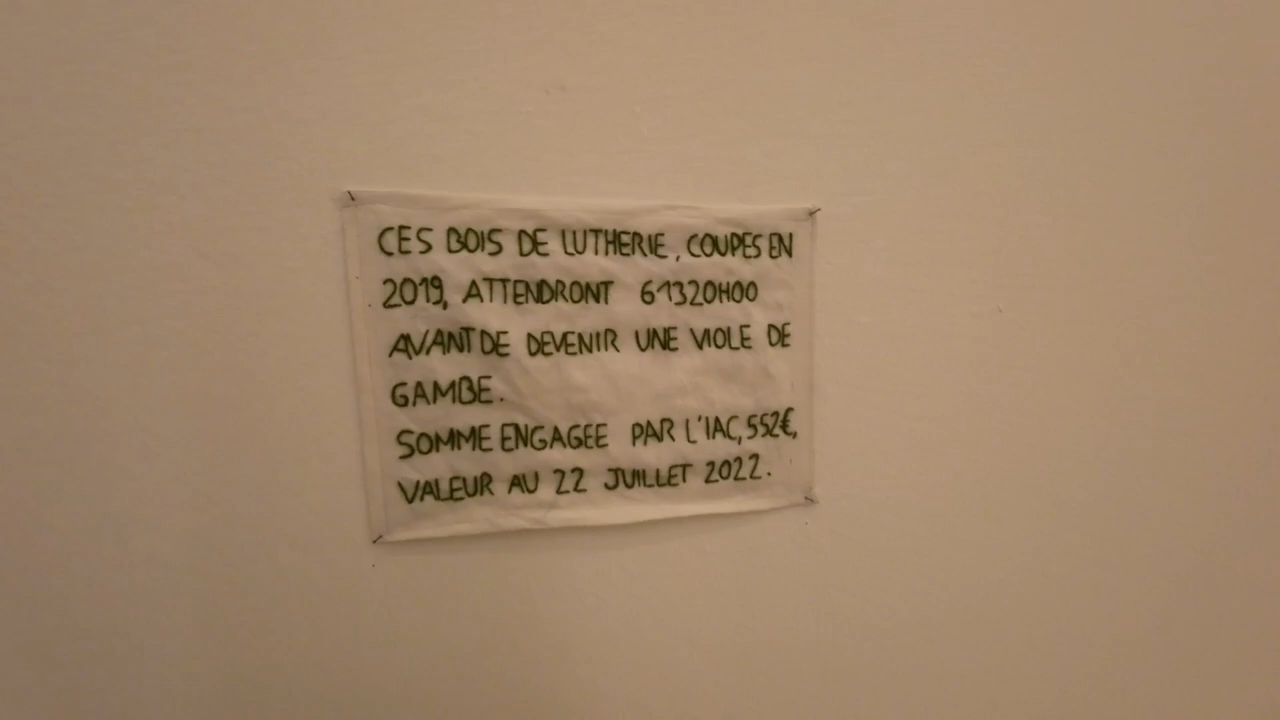 CES BOIS DE LUTHERIE, COUPES EN
2019, ATTENDRONT 61320H00
AVANT DE DEVENIR UNE VIOLE DE
GAMBE.
SOMME ENGAGEE PAR L'IAC, 552€,
VALEUR AU 22 JUILLET 2022.